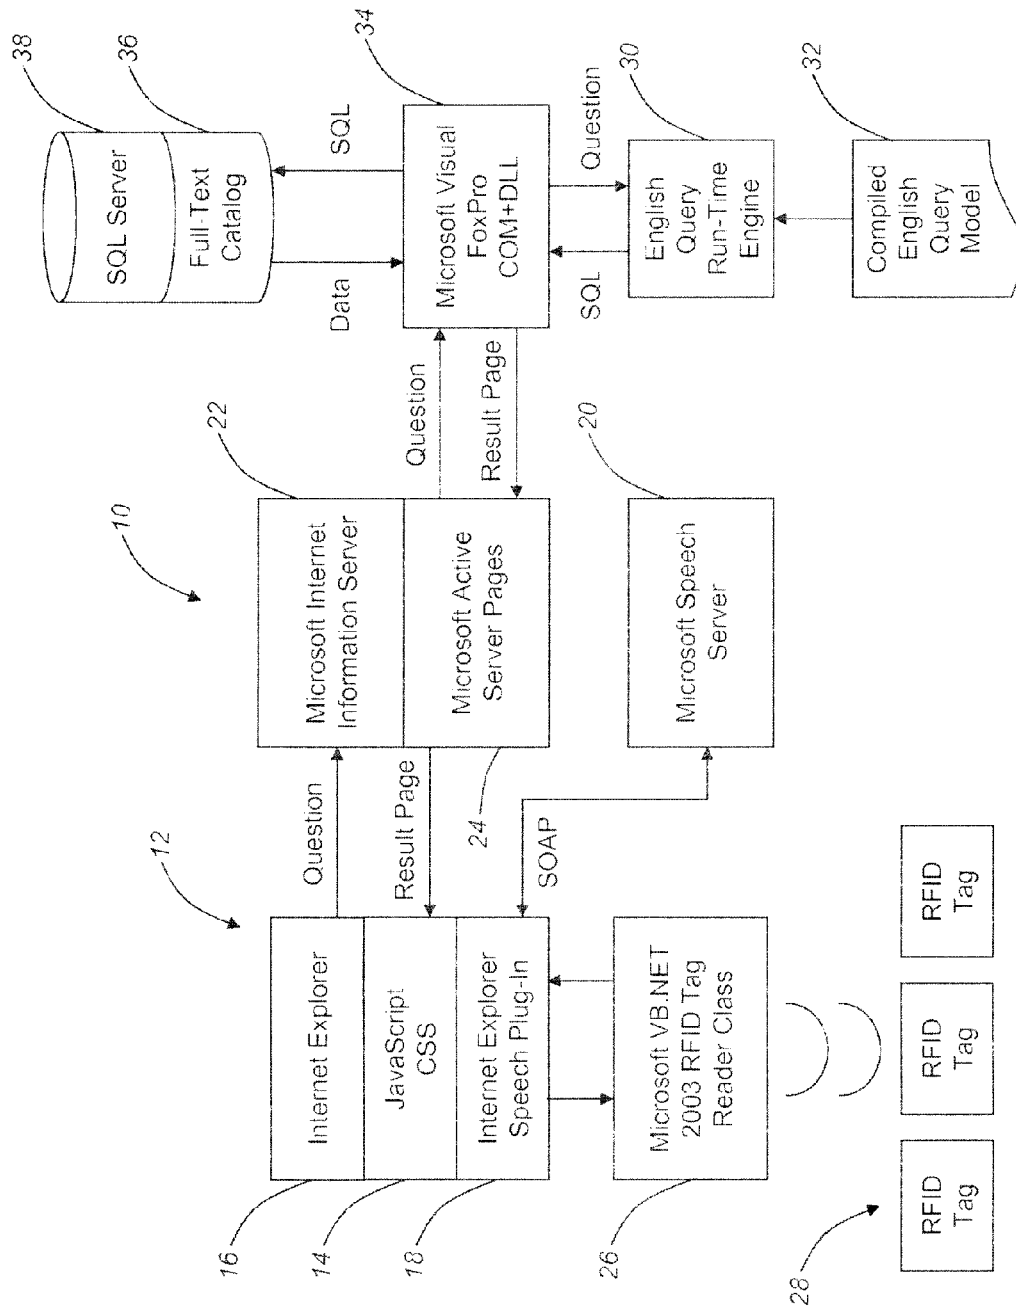 10
12
22
34
38
36
Internet Explorer
JavaScript
CSS
Internet Explorer
Speech Plug-In
16
14
18
Question
Result Page
SOAP
24
Microsoft Internet
Information Server
Microsoft Active
Server Pages
Question
Result Page
Microsoft Visual
FoxPro
COM+DLL
Data
SQL
SQL Server
Full-Text
Catalog
Microsoft VB.NET
2003 RFID Tag
Reader Class
26
Microsoft Speech
Server
20
SQL
Question
English
Query
Run-Time
Engine
30
Compiled
English
Query
Model
32
28
RFID
Tag
RFID
Tag
RFID
Tag